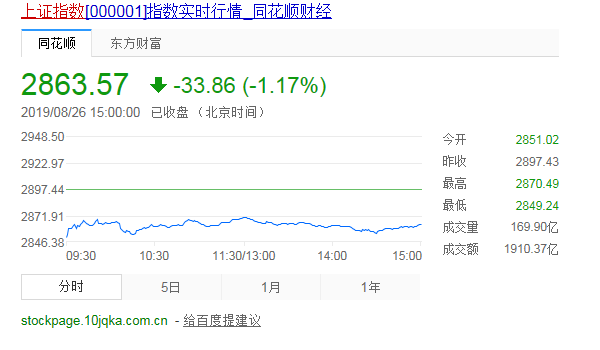 上证指数[000001]指数实时行情_同花顺财经
同花顺 东方财富
2863.57 -33.86 (-1.17%)
2019/08/26 15:00:00 已收盘 （北京时间）
2948.50
2922.97
2897.44
2871.91
2846.38
09:30 10:30 11:30/13:00 14:00 15:00
今开 2851.02
昨收 2897.43
最高 2870.49
最低 2849.24
成交量 169.90亿
成交额 1910.37亿
分时 5日 1月 1年
stockpage.10jqka.com.cn - 给百度提建议